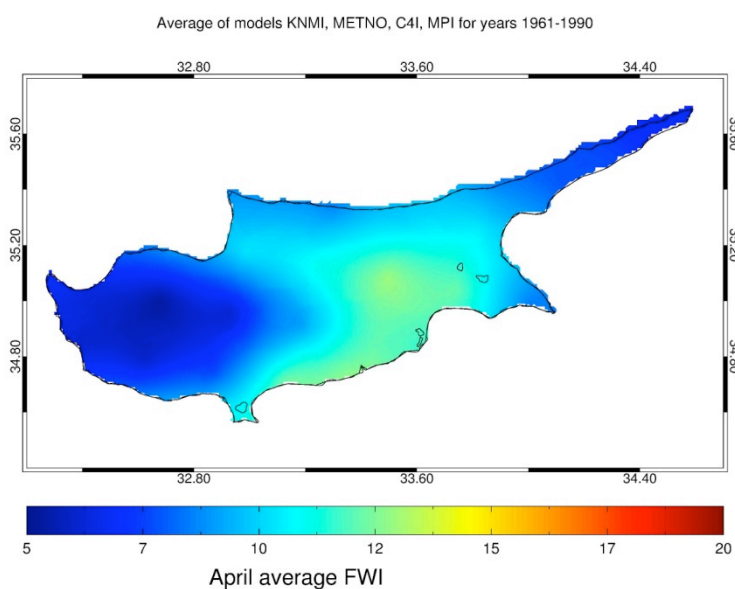 Average of models KNMI, METNO, C4I, MPI for years 1961-1990
32.80 33.60 34.40
35.60 35.60
35.20 35.20
34.80 34.80
32.80 33.60 34.40
5 7 10 12 15 17 20
April average FWI